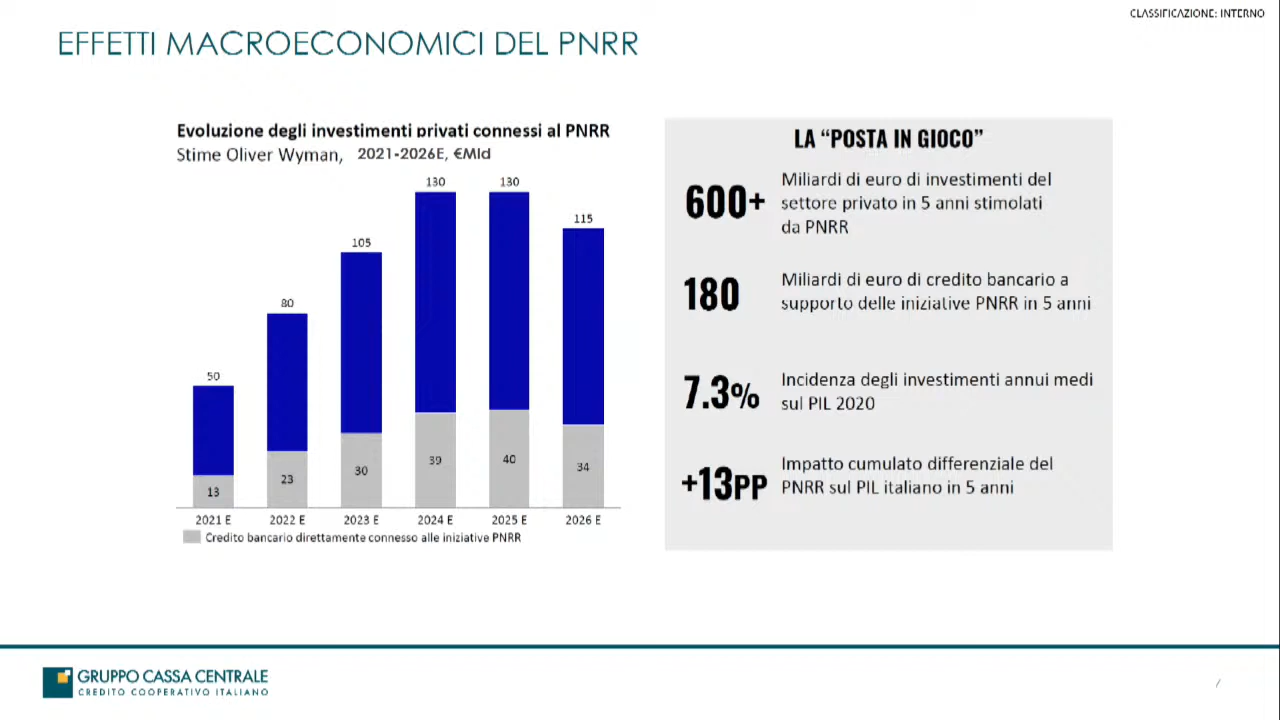 CLASSIFICAZIONE: INTERNO
EFFETTI MACROECONOMICI DEL PNRR
Evoluzione degli investimenti privati connessi al PNRR
Stime Oliver Wyman, 2021-2026E, €Mld
130
130
115
105
80
50
13
23
30
39
40
34
2021 E
2022 E
2023 E
2024 E
2025 E
2026 E
Credito bancario direttamente connesso alle iniziative PNRR
LA “POSTA IN GIOCO”
600+
Miliardi di euro di investimenti del
settore privato in 5 anni stimolati
da PNRR
180
Miliardi di euro di credito bancario a
supporto delle iniziative PNRR in 5 anni
7.3%
Incidenza degli investimenti annui medi
sul PIL 2020
+13PP
Impatto cumulato differenziale del
PNRR sul PIL italiano in 5 anni
GRUPPO CASSA CENTRALE
CREDITO COOPERATIVO ITALIANO